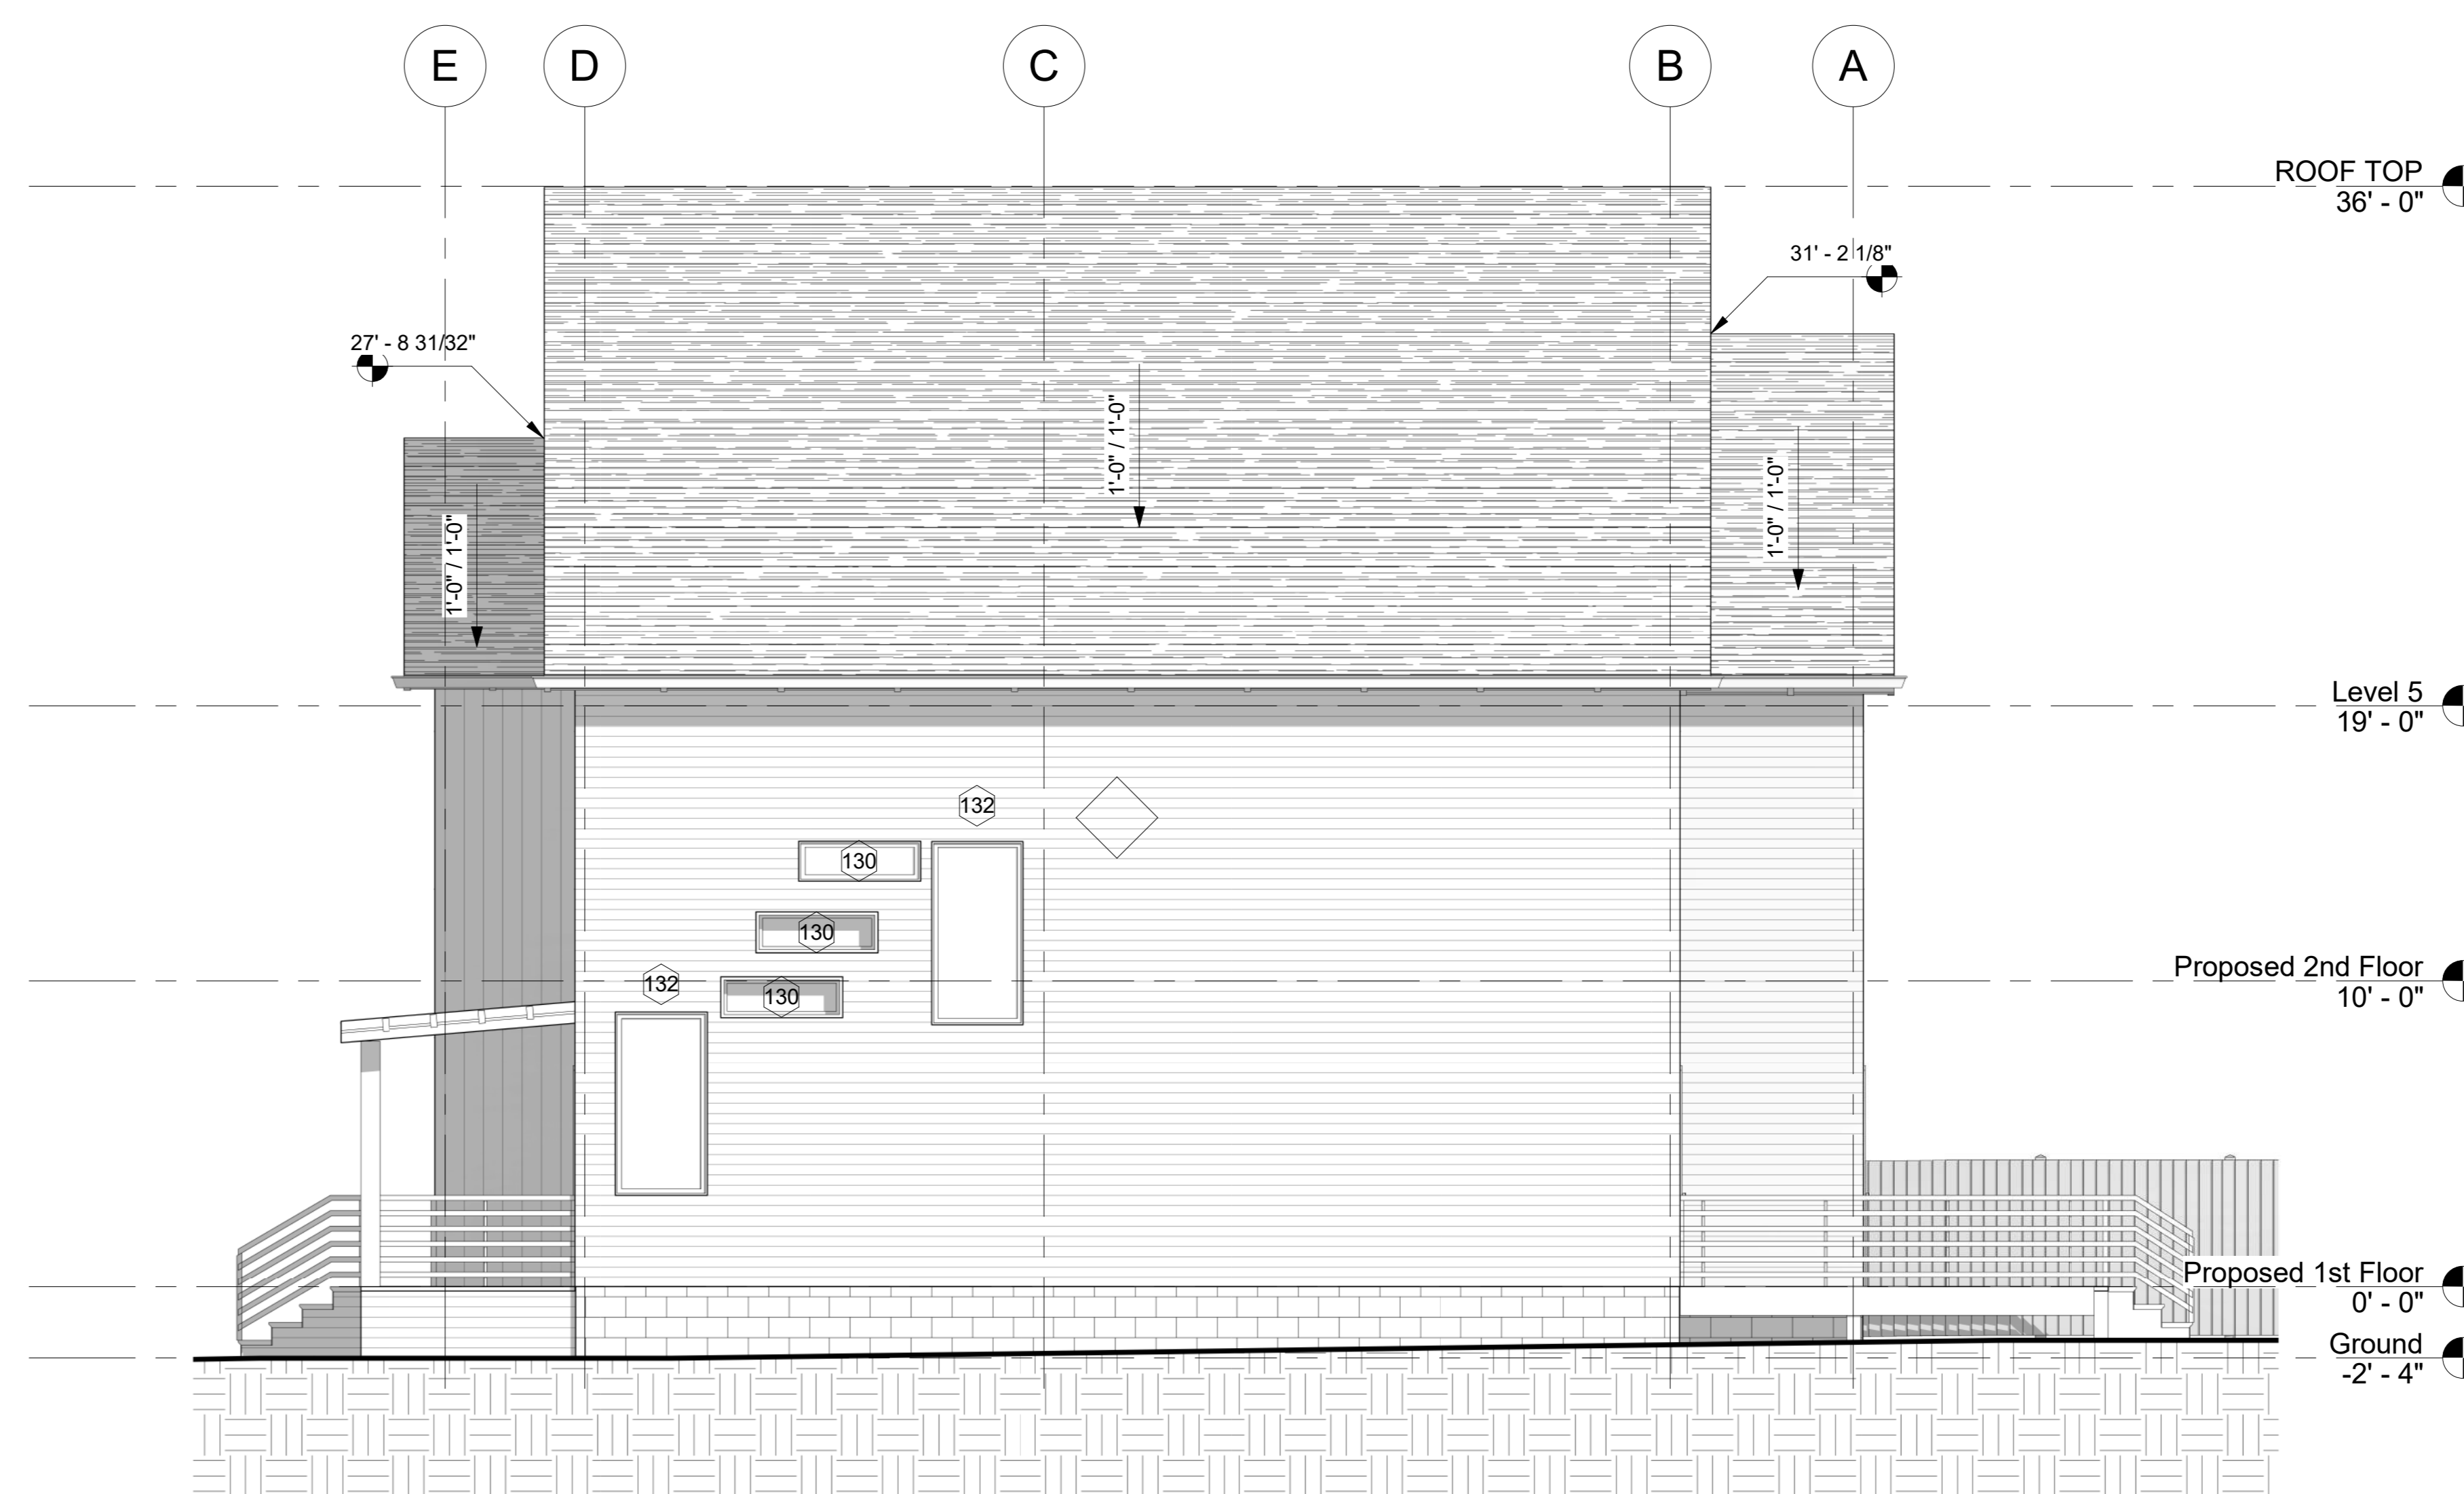 E
D
C
B
A
ROOF TOP
36' - 0"
31' - 2 1/8"
27' - 8 31/32"
1'-0" / 1'-0"
1'-0" / 1'-0"
1'-0" / 1'-0"
Level 5
19' - 0"
132
130
130
Proposed 2nd Floor
10' - 0"
132
130
Proposed 1st Floor
0' - 0"
Ground
-2' - 4"